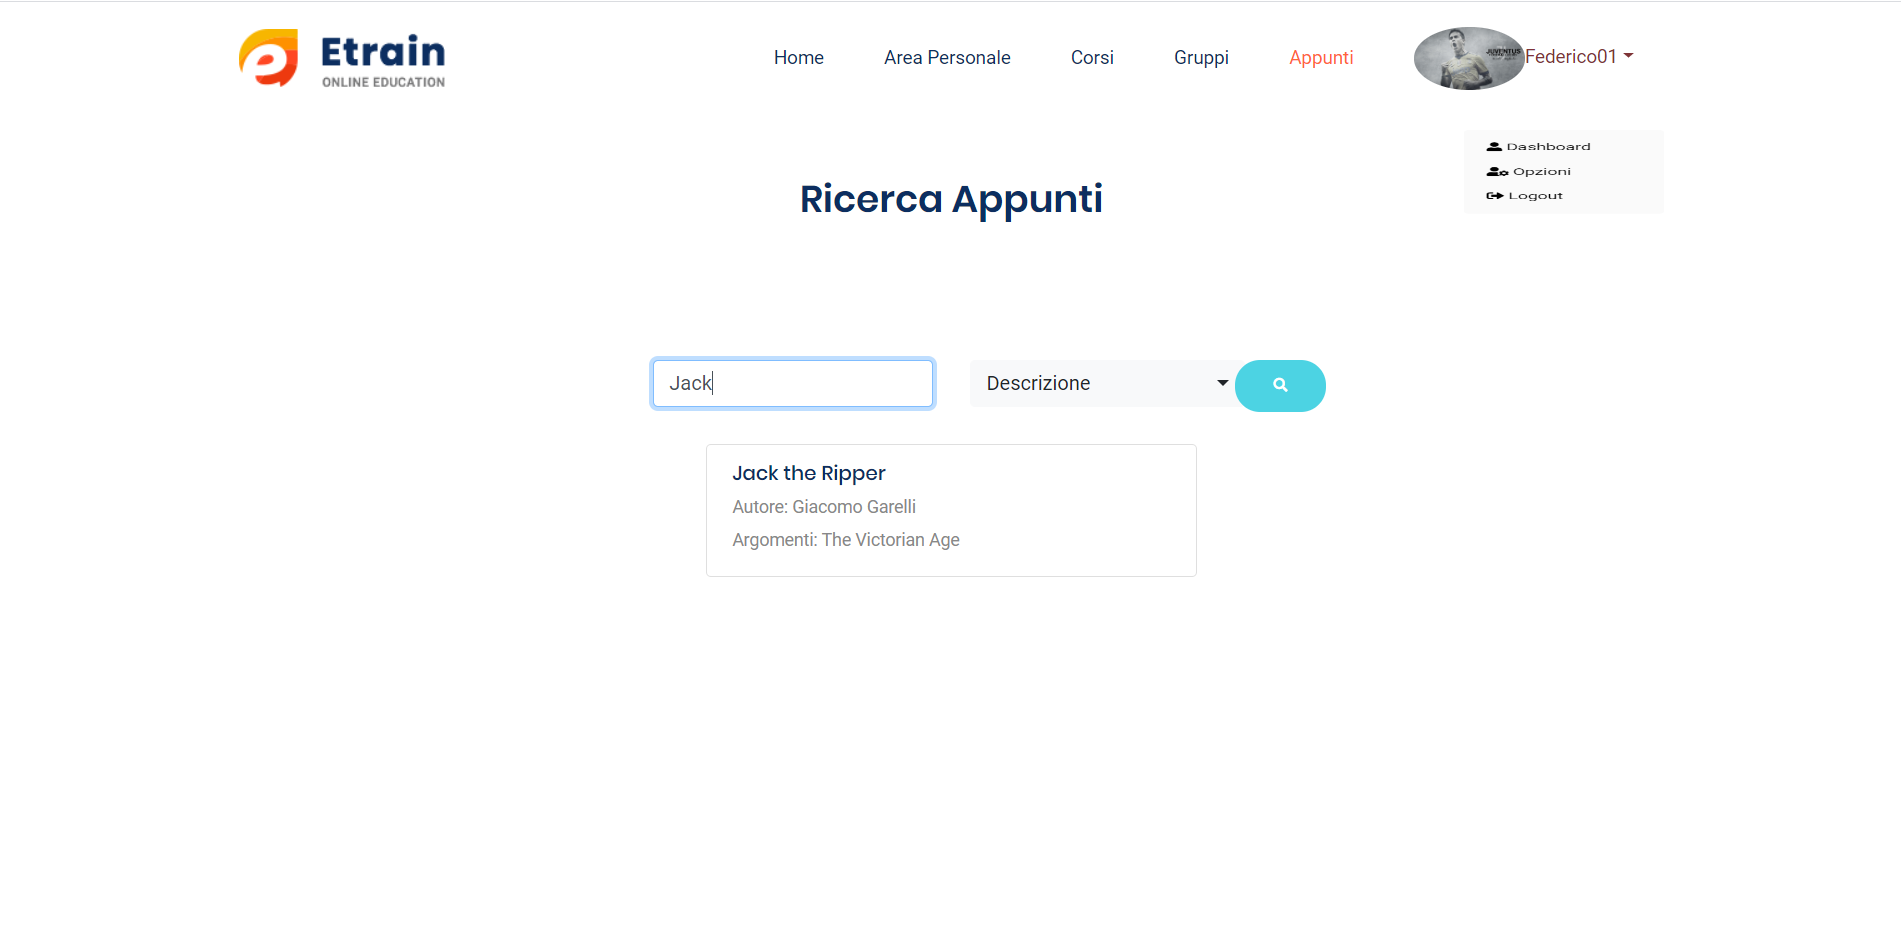 Etrain
ONLINE EDUCATION
Home
Area Personale
Corsi
Gruppi
Appunti
JUVENTUS
Federico01
Dashboard
Opzioni
Logout
Ricerca Appunti
Jack
Descrizione
Jack the Ripper
Autore: Giacomo Garelli
Argomenti: The Victorian Age